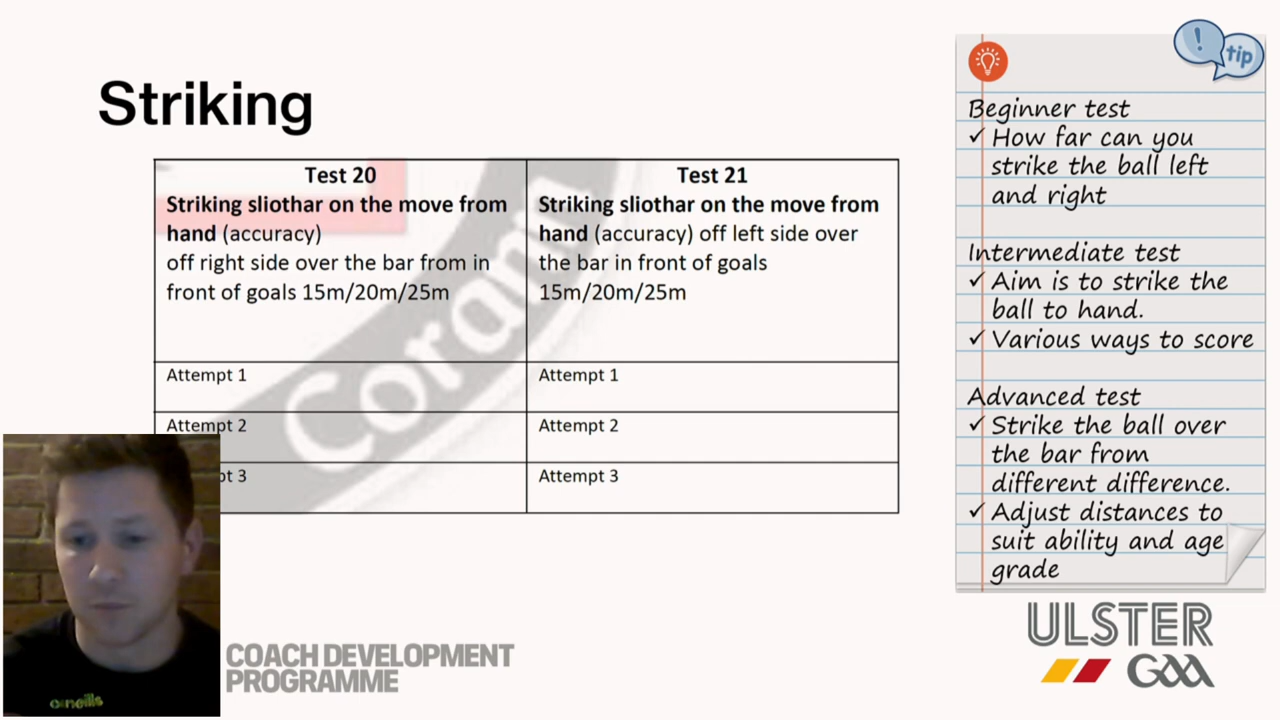 Striking
Test 20
Striking sliothar on the move from
hand (accuracy)
off right side over the bar from in
front of goals 15m/20m/25m
Test 21
Striking sliothar on the move from
hand (accuracy) off left side over
the bar in front of goals
15m/20m/25m
Attempt 1
Attempt 1
Attempt 2
Attempt 2
pt 3
Attempt 3
Corann
! tip
Beginner test
✓ How far can you
strike the ball left
and right
Intermediate test
✓ Aim is to strike the
ball to hand.
✓ Various ways to score
Advanced test
✓ Strike the ball over
the bar from
different difference.
✓ Adjust distances to
suit ability and age
grade
o'neills
COACH DEVELOPMENT
PROGRAMME
ULSTER
GAA